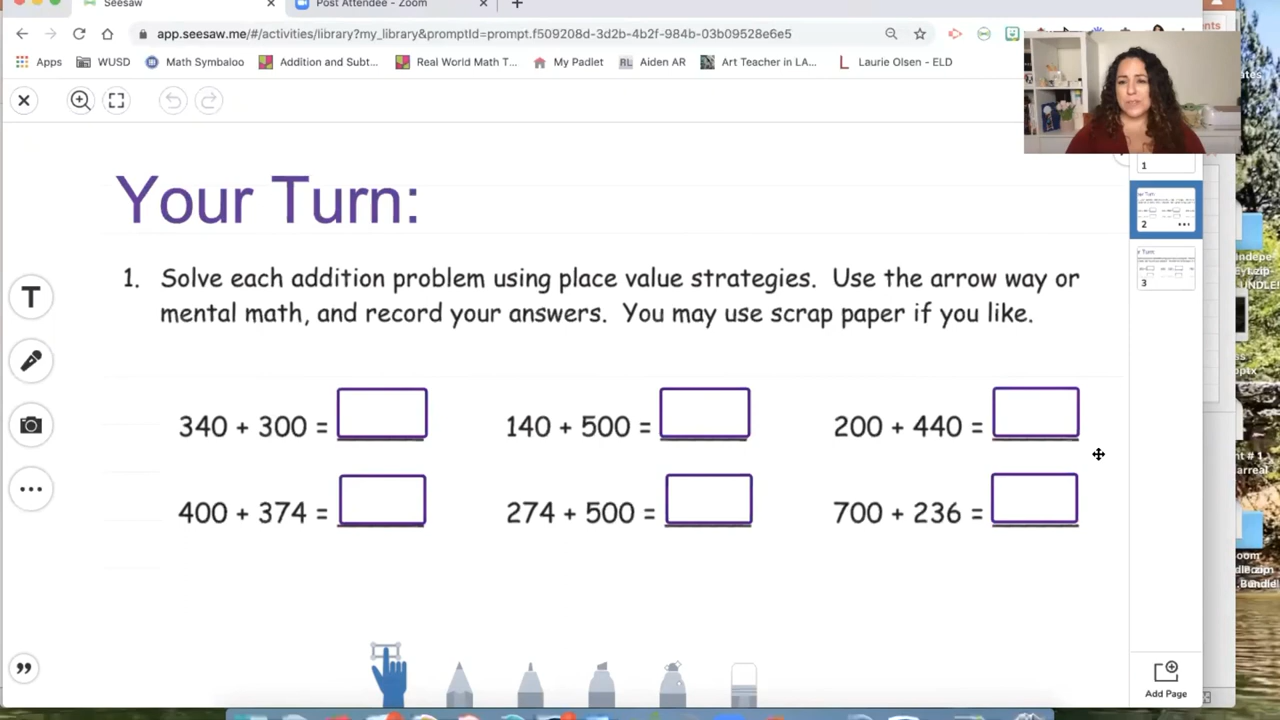 Seesaw
Post Attendee - Zoom
app.seesaw.me/#/activities/library?my_library&promptId=prompt.f509208d-3d2b-4b2f-984b-03b09528e6e5
Apps WUSD Math Symbaloo Addition and Subt... Real World Math T... My Padlet RL Aiden AR Art Teacher in LA... L Laurie Olsen - ELD
1
Your Turn:
2
1. Solve each addition problem using place value strategies. Use the arrow way or
mental math, and record your answers. You may use scrap paper if you like.
3
T
340 + 300 =
140 + 500 =
200 + 440 =
400 + 374 =
274 + 500 =
700 + 236 =
Add Page